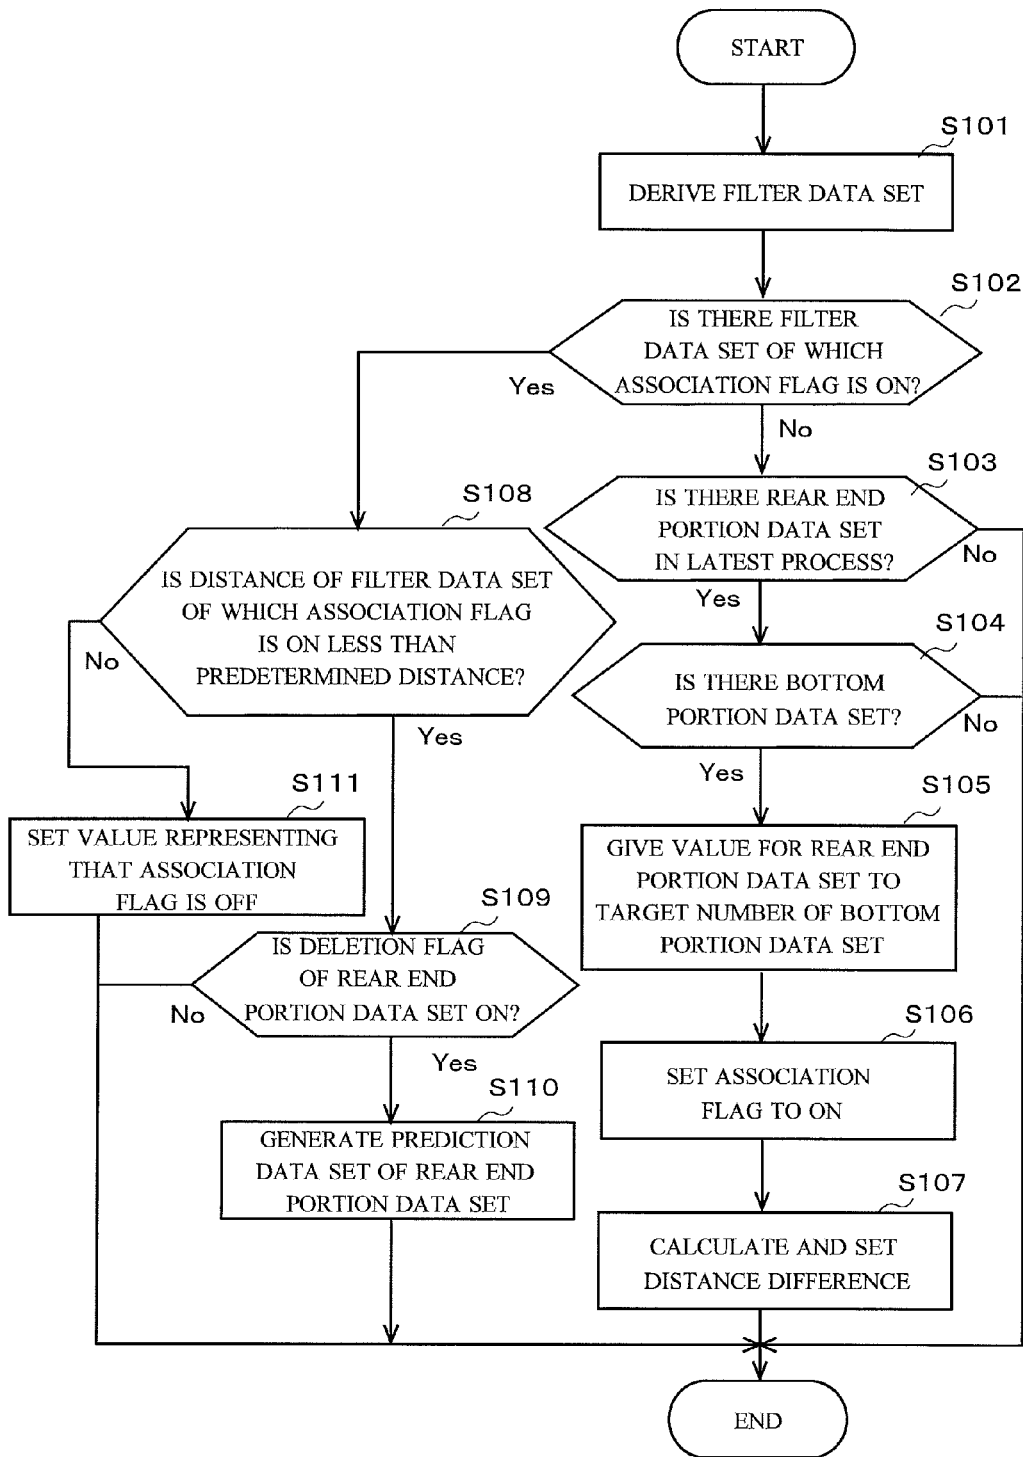 START
S101
DERIVE FILTER DATA SET
S102
IS THERE FILTER
DATA SET OF WHICH
ASSOCIATION FLAG IS ON?
Yes
No
S103
IS THERE REAR END
PORTION DATA SET
IN LATEST PROCESS?
No
Yes
S108
IS DISTANCE OF FILTER DATA SET
OF WHICH ASSOCIATION FLAG
IS ON LESS THAN
PREDETERMINED DISTANCE?
No
Yes
S104
IS THERE BOTTOM
PORTION DATA SET?
No
Yes
S111
SET VALUE REPRESENTING
THAT ASSOCIATION
FLAG IS OFF
S105
GIVE VALUE FOR REAR END
PORTION DATA SET TO
TARGET NUMBER OF BOTTOM
PORTION DATA SET
S109
IS DELETION FLAG
OF REAR END
PORTION DATA SET ON?
No
Yes
S106
SET ASSOCIATION
FLAG TO ON
S110
GENERATE PREDICTION
DATA SET OF REAR END
PORTION DATA SET
S107
CALCULATE AND SET
DISTANCE DIFFERENCE
END